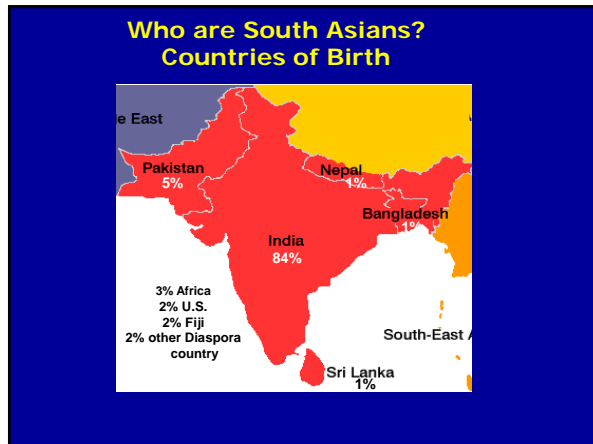 Who are South Asians?
Countries of Birth
le East
Pakistan
5%
Nepal
1%
Bangladesh
1%
India
84%
3% Africa
2% U.S.
2% Fiji
2% other Diaspora
country
South-East A
Sri Lanka
1%